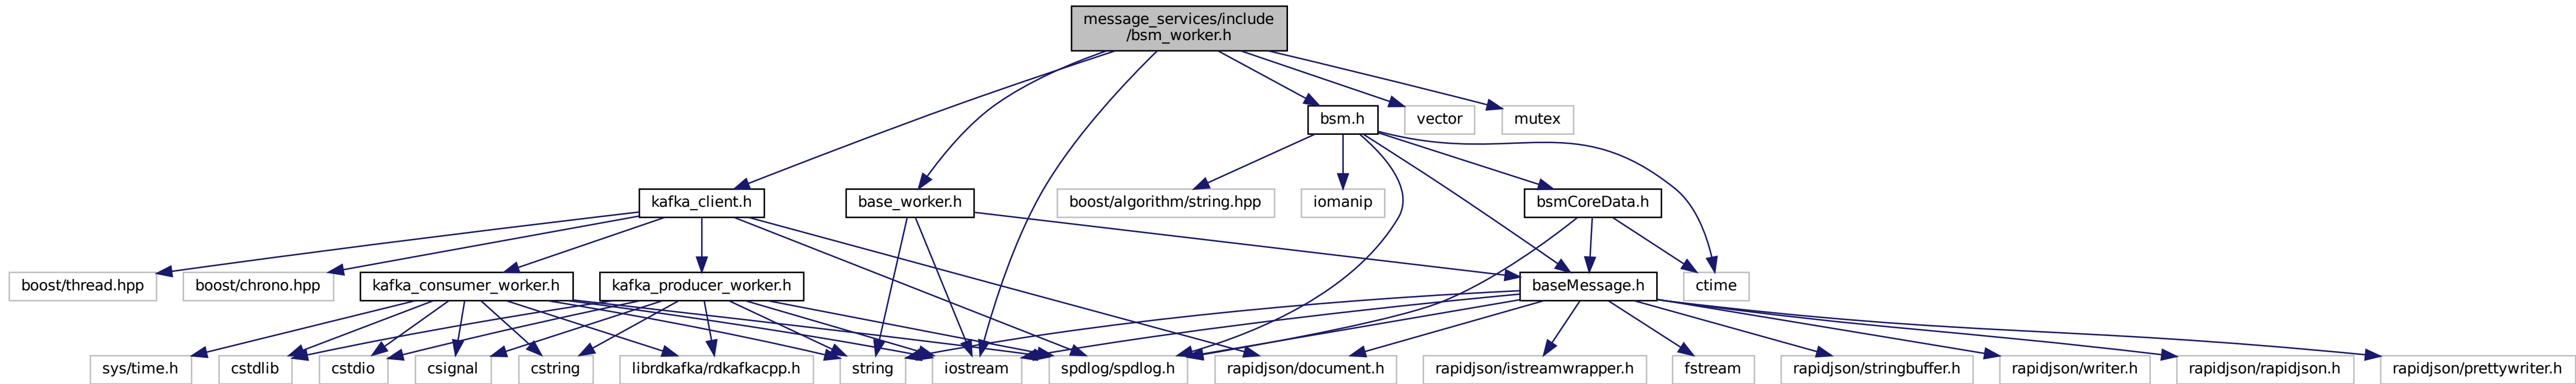 message_services/include
/bsm_worker.h
bsm.h
vector
mutex
kafka_client.h
base_worker.h
boost/algorithm/string.hpp
iomanip
bsmCoreData.h
boost/thread.hpp
boost/chrono.hpp
kafka_consumer_worker.h
kafka_producer_worker.h
baseMessage.h
ctime
sys/time.h
cstdlib
cstdio
csignal
cstring
librdkafka/rdkafkacpp.h
string
iostream
spdlog/spdlog.h
rapidjson/document.h
rapidjson/istreamwrapper.h
fstream
rapidjson/stringbuffer.h
rapidjson/writer.h
rapidjson/rapidjson.h
rapidjson/prettywriter.h